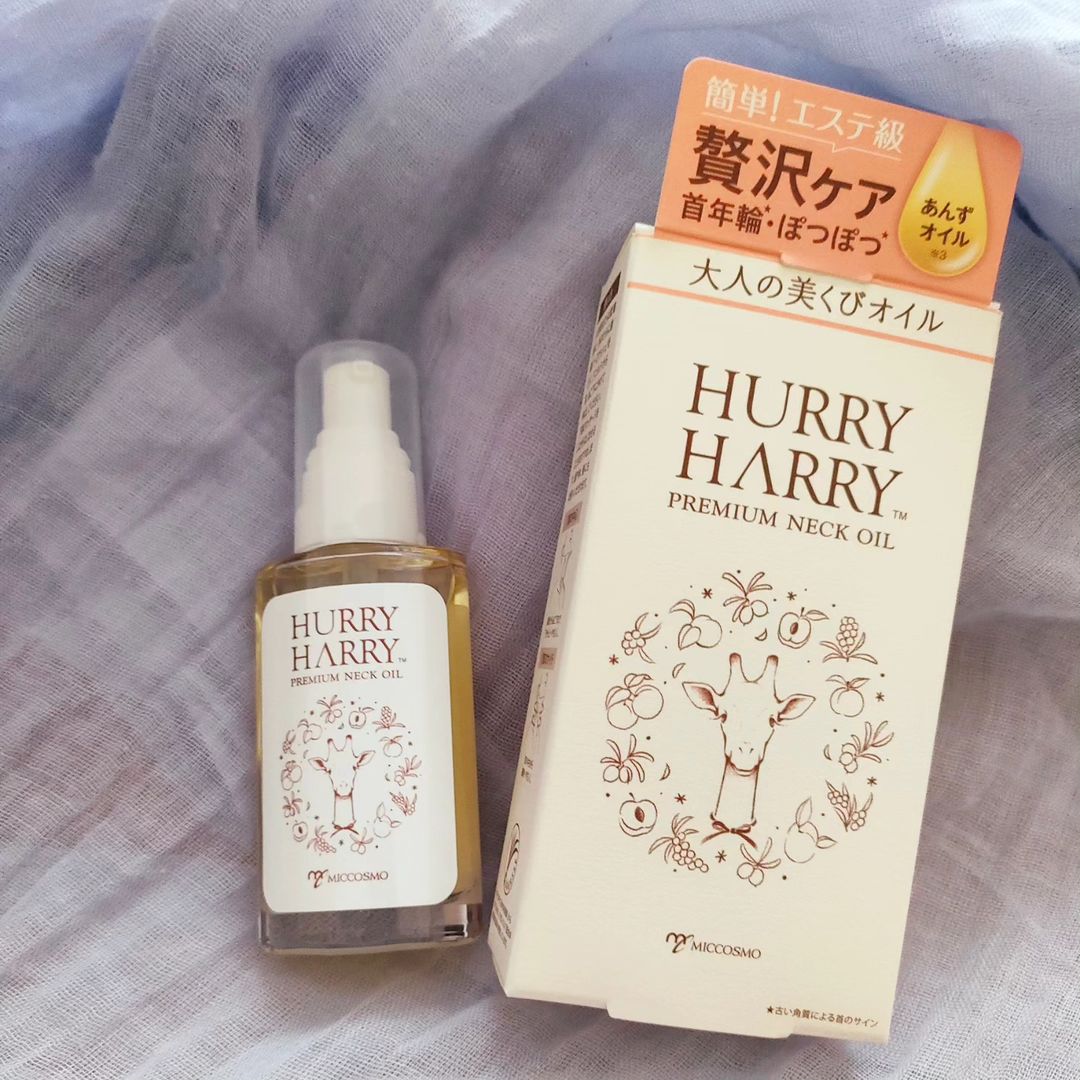 HURRY
HARRY™
PREMIUM NECK OIL
MICCOSMO
簡単！エステ級
贅沢ケア
首年輪★・ぽつぽつ★
あんず
オイル
※3
大人の美くびオイル
HURRY
HARRY™
PREMIUM NECK OIL
MICCOSMO
★古い角質による首のサイン